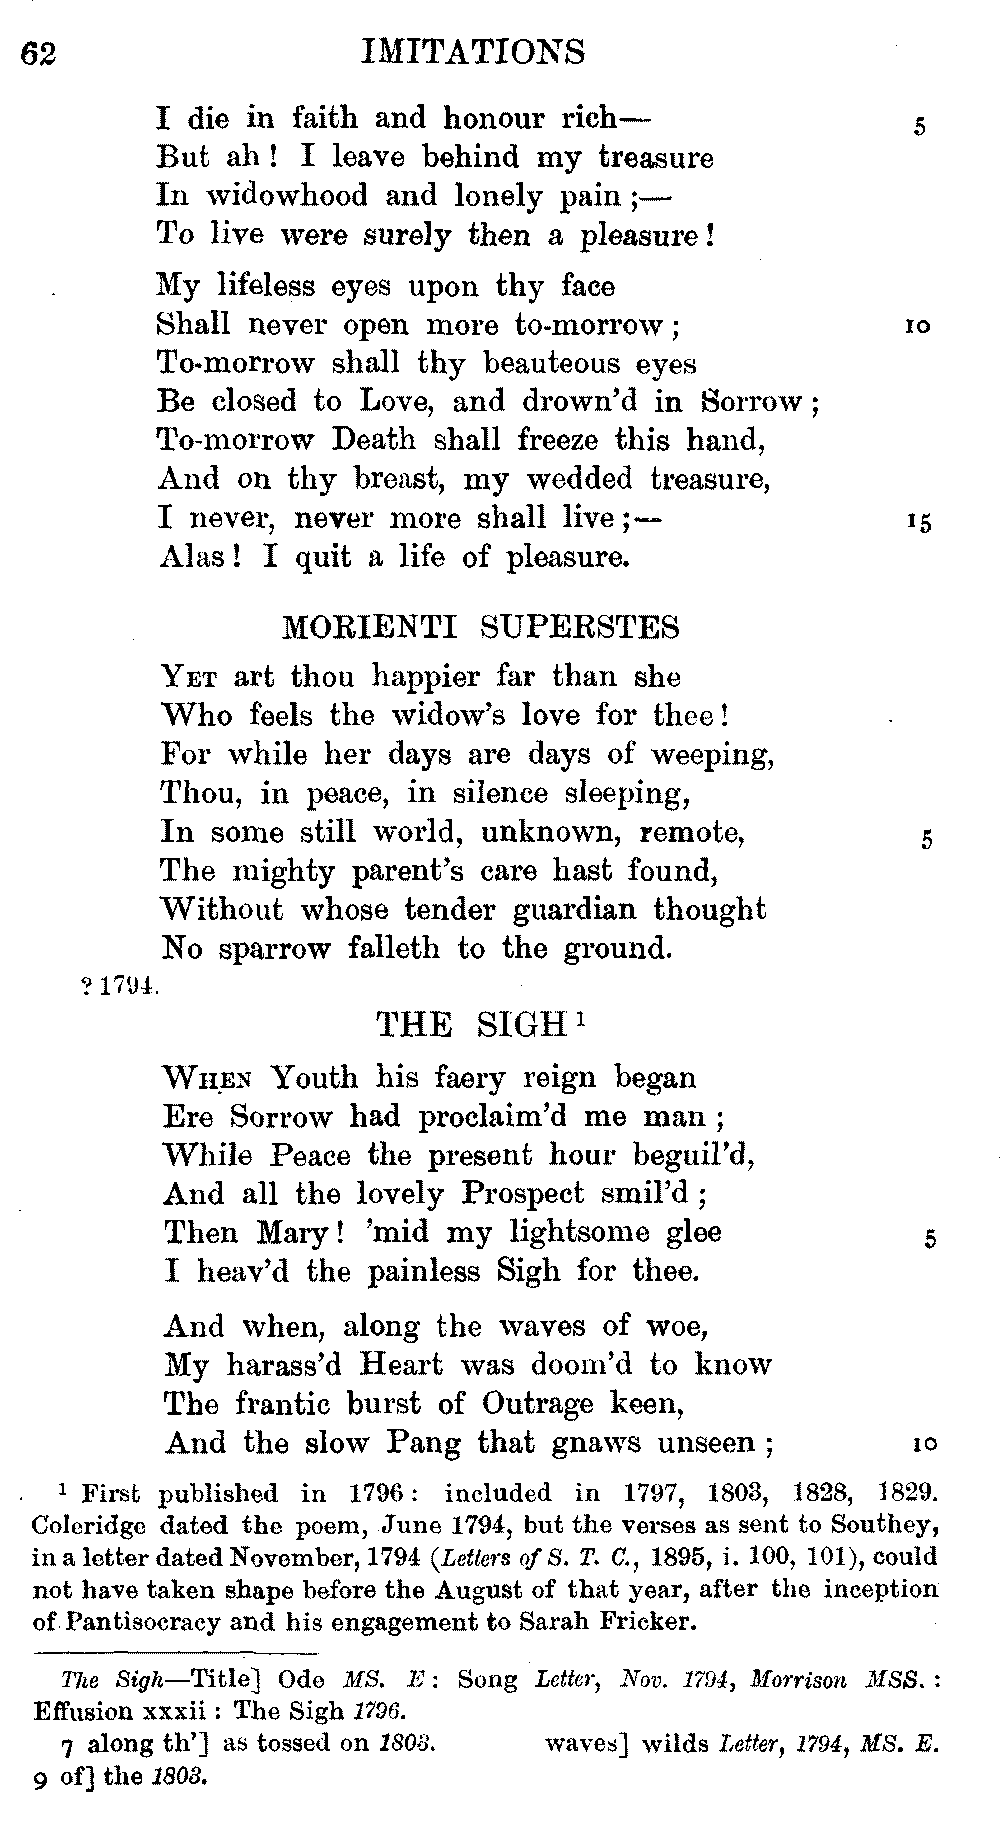 62 IMITATIONS
I die in faith and honour rich— 5
But ah! I leave behind my treasure
In widowhood and lonely pain;—
To live were surely then a pleasure!
My lifeless eyes upon thy face
Shall never open more to-morrow; 10
To-morrow shall thy beauteous eyes
Be closed to Love, and drown'd in Sorrow;
To-morrow Death shall freeze this hand,
And on thy breast, my wedded treasure,
I never, never more shall live;— 15
Alas! I quit a life of pleasure.
MORIENTI SUPERSTES
YET art thou happier far than she
Who feels the widow's love for thee!
For while her days are days of weeping,
Thou, in peace, in silence sleeping,
In some still world, unknown, remote, 5
The mighty parent's care hast found,
Without whose tender guardian thought
No sparrow falleth to the ground.
? 1794.
THE SIGH ¹
WHEN Youth his faery reign began
Ere Sorrow had proclaim'd me man;
While Peace the present hour beguil'd,
And all the lovely Prospect smil'd;
Then Mary! 'mid my lightsome glee 5
I heav'd the painless Sigh for thee.
And when, along the waves of woe,
My harass'd Heart was doom'd to know
The frantic burst of Outrage keen,
And the slow Pang that gnaws unseen; 10
¹ First published in 1796: included in 1797, 1803, 1828, 1829.
Coleridge dated the poem, June 1794, but the verses as sent to Southey,
in a letter dated November, 1794 (Letters of S. T. C., 1895, i. 100, 101), could
not have taken shape before the August of that year, after the inception
of Pantisocracy and his engagement to Sarah Fricker.
The Sigh—Title] Ode MS. E: Song Letter, Nov. 1794, Morrison MSS.:
Effusion xxxii: The Sigh 1796.
7 along th'] as tossed on 1803. waves] wilds Letter, 1794, MS. E.
9 of] the 1803.